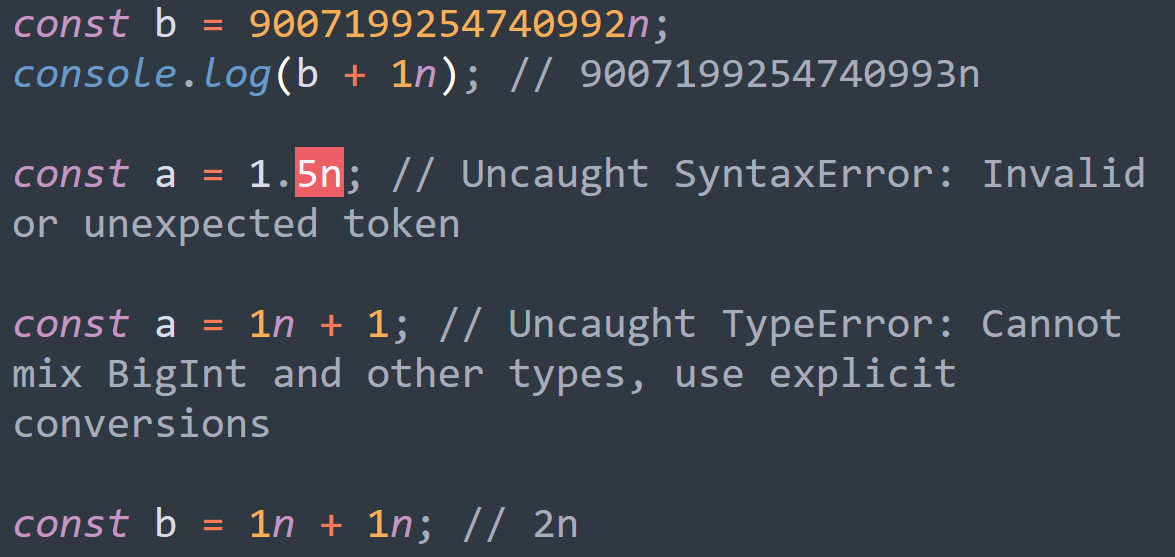 const b = 9007199254740992n;
console.log(b + 1n); // 9007199254740993n
const a = 1.5n; // Uncaught SyntaxError: Invalid
or unexpected token
const a = 1n + 1; // Uncaught TypeError: Cannot
mix BigInt and other types, use explicit
conversions
const b = 1n + 1n; // 2n